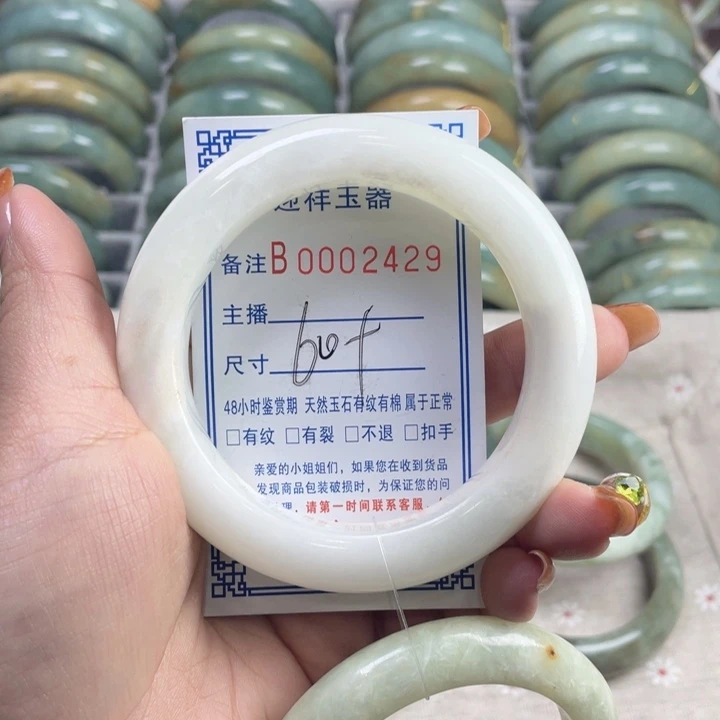 祥玉器
备注B0002429
主播
尺寸 60+
48小时鉴赏期 天然玉石有纹有棉 属于正常
□有纹 □有裂 □不退 □扣手
亲爱的小姐姐们，如果您在收到货品
发现商品包装破损时，为保证您的问
理，请第一时间联系客服，